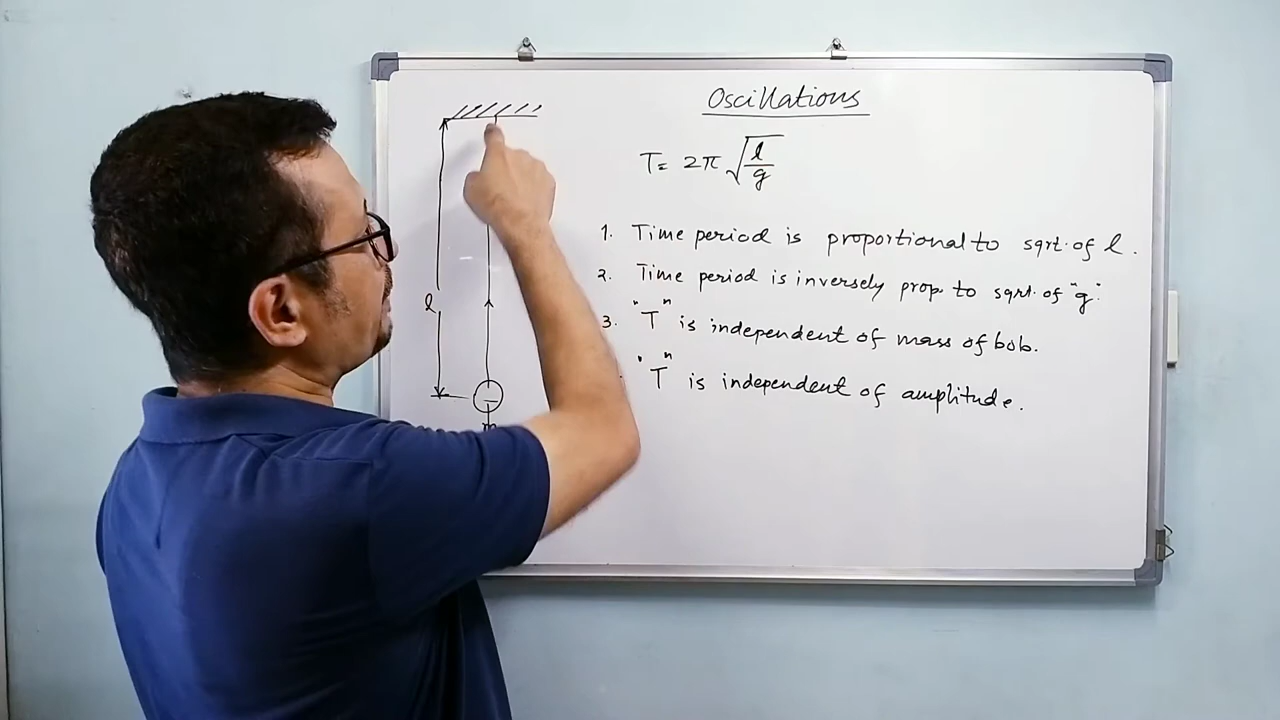 Oscillations
T= 2π √l/g
1. Time period is proportional to sqrt. of l.
2. Time period is inversely prop. to sqrt. of "g".
3. "T" is independent of mass of bob.
"T" is independent of amplitude.
l
m